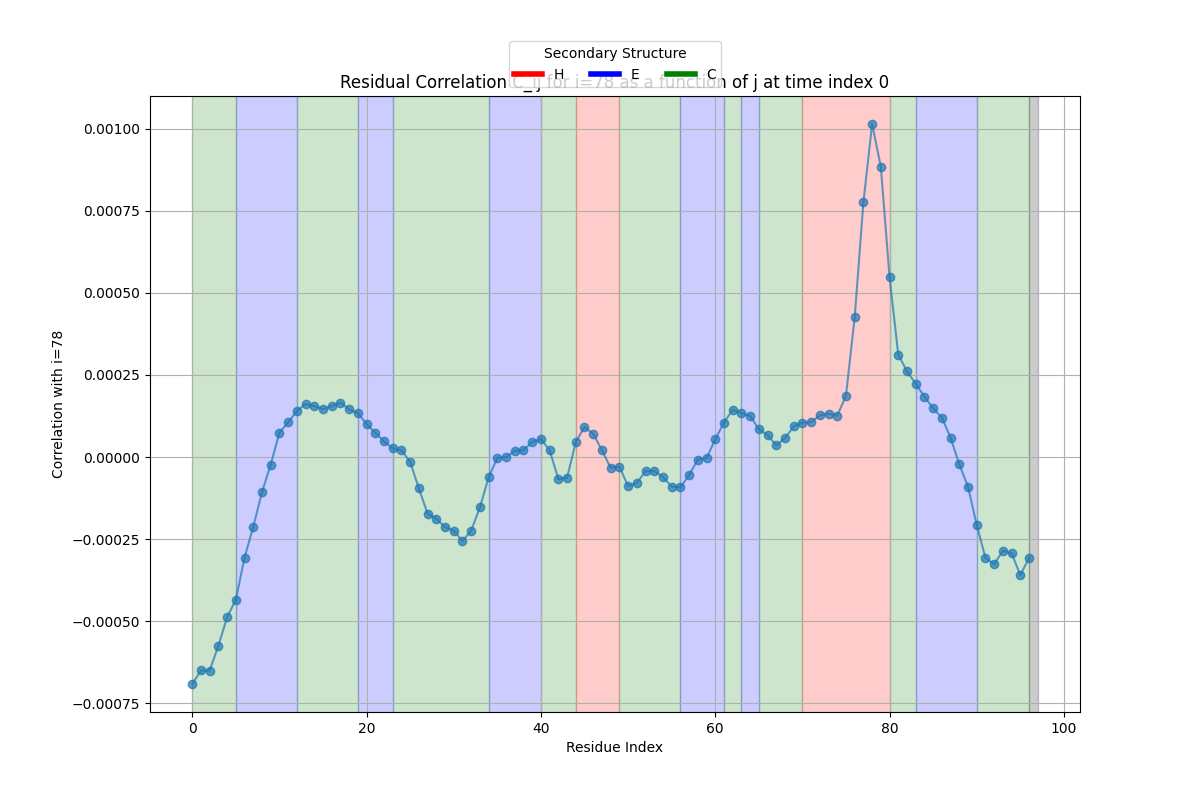 Secondary Structure
H E C
Residual Correlation C_ij for i=78 as a function of j at time index 0
0.00100
0.00075
0.00050
0.00025
0.00000
−0.00025
−0.00050
−0.00075
Correlation with i=78
0 20 40 60 80 100
Residue Index